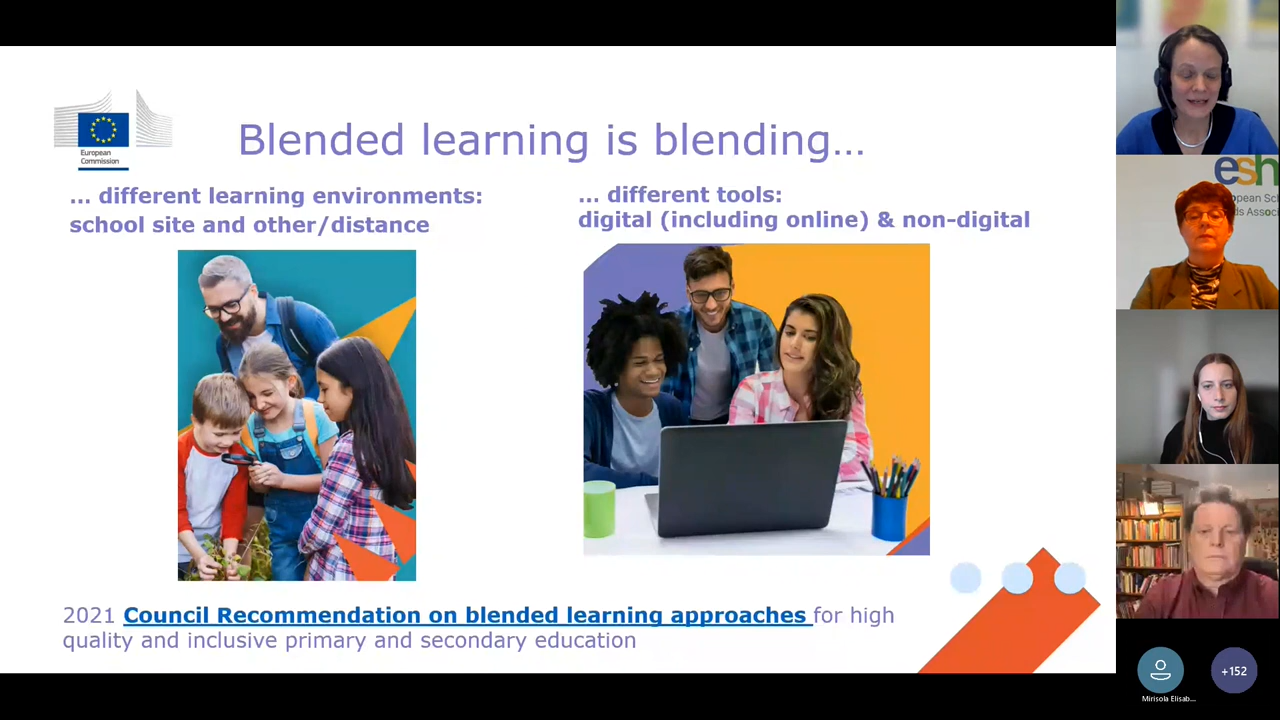 European
Commission
Blended learning is blending...
... different learning environments:
school site and other/distance
... different tools:
digital (including online) & non-digital
2021 Council Recommendation on blended learning approaches for high
quality and inclusive primary and secondary education
esh
Mirisola Elisab...
+152